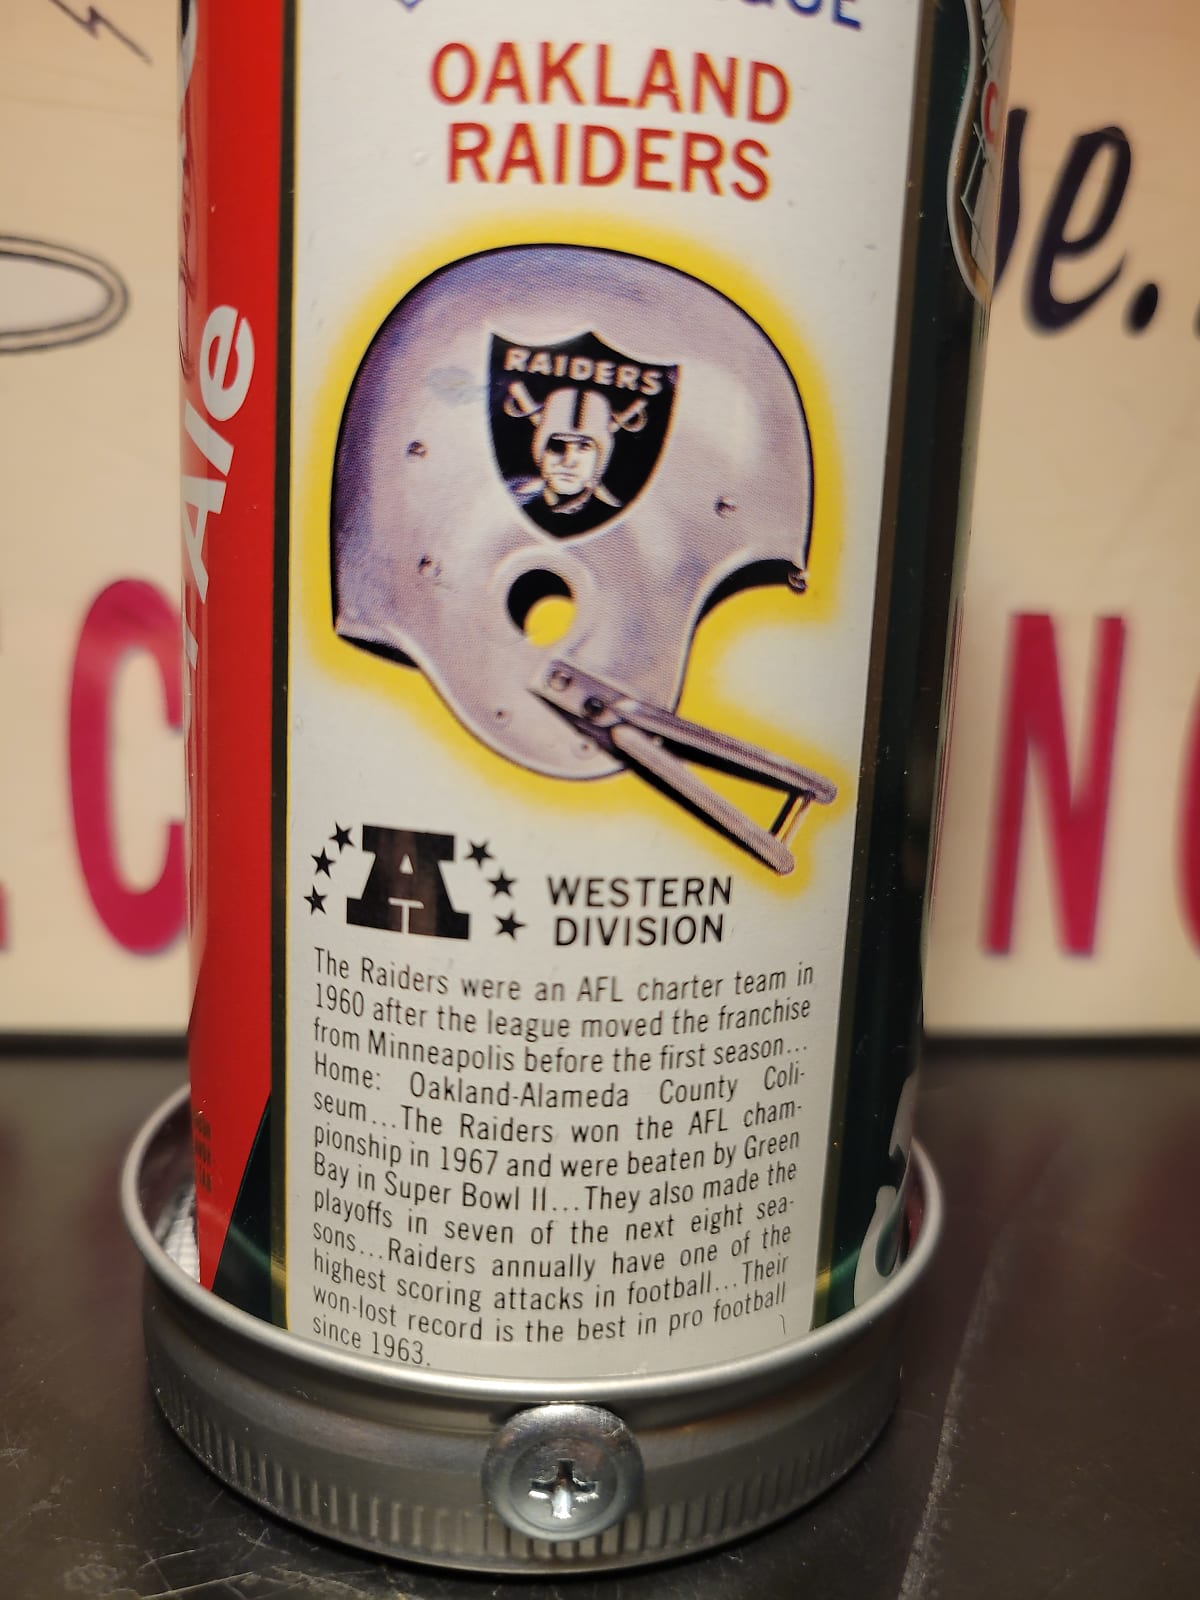 OAKLAND
RAIDERS
RAIDERS
Ale
A
WESTERN
DIVISION
The Raiders were an AFL charter team in
1960 after the league moved the franchise
from Minneapolis before the first season...
Home: Oakland-Alameda County Coli-
seum...The Raiders won the AFL cham-
pionship in 1967 and were beaten by Green
Bay in Super Bowl II...They also made the
playoffs in seven of the next eight sea-
sons...Raiders annually have one of the
highest scoring attacks in football...Their
won-lost record is the best in pro football
since 1963.